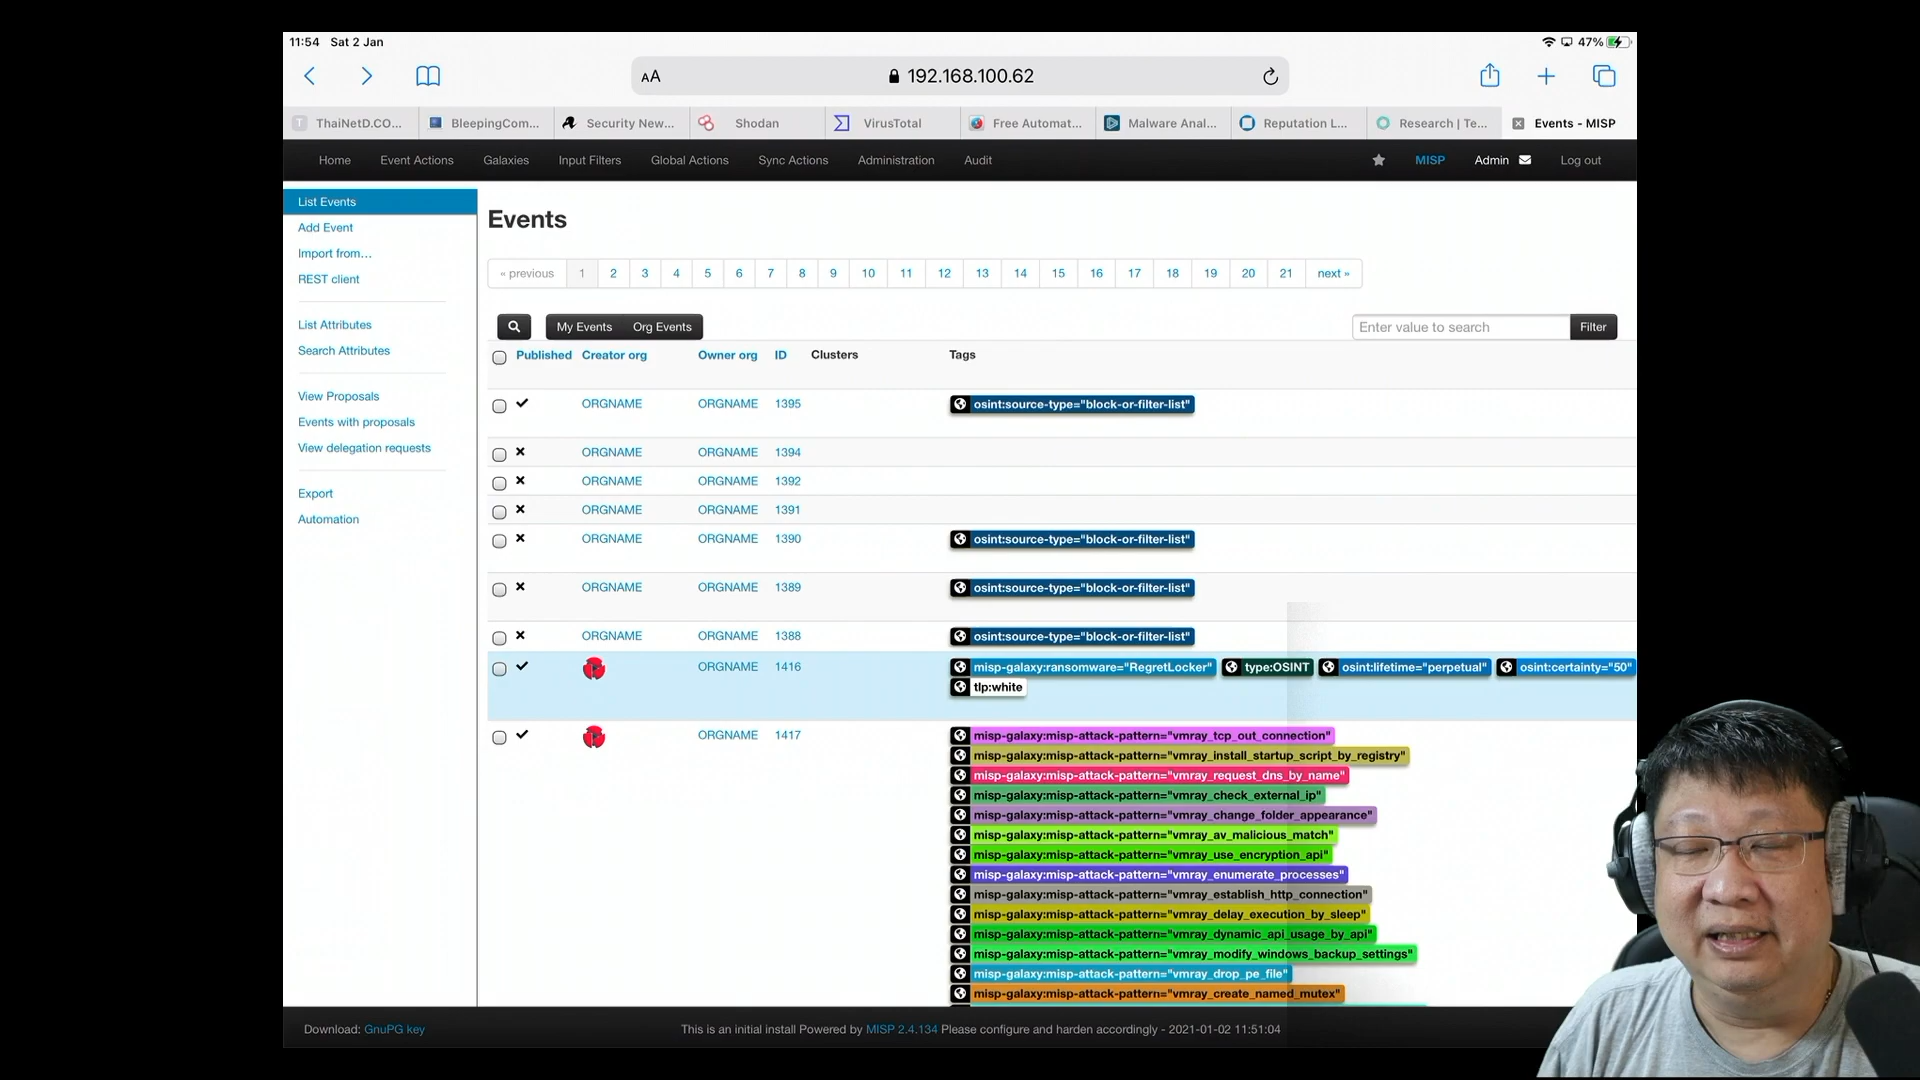 11:54 Sat 2 Jan 47%
AA 192.168.100.62
ThaiNetD.CO... BleepingCom... Security New... Shodan VirusTotal Free Automat... Malware Anal... Reputation L... Research | Te... Events - MISP
Home Event Actions Galaxies Input Filters Global Actions Sync Actions Administration Audit MISP Admin Log out
List Events
Add Event
Import from...
REST client
List Attributes
Search Attributes
View Proposals
Events with proposals
View delegation requests
Export
Automation
Events
« previous 1 2 3 4 5 6 7 8 9 10 11 12 13 14 15 16 17 18 19 20 21 next »
My Events Org Events Enter value to search Filter
Published Creator org Owner org ID Clusters Tags
ORGNAME ORGNAME 1395 osint:source-type="block-or-filter-list"
ORGNAME ORGNAME 1394
ORGNAME ORGNAME 1392
ORGNAME ORGNAME 1391
ORGNAME ORGNAME 1390 osint:source-type="block-or-filter-list"
ORGNAME ORGNAME 1389 osint:source-type="block-or-filter-list"
ORGNAME ORGNAME 1388 osint:source-type="block-or-filter-list"
ORGNAME 1416 misp-galaxy:ransomware="RegretLocker" type:OSINT osint:lifetime="perpetual" osint:certainty="50"
tlp:white
ORGNAME 1417 misp-galaxy:misp-attack-pattern="vmray_tcp_out_connection"
misp-galaxy:misp-attack-pattern="vmray_install_startup_script_by_registry"
misp-galaxy:misp-attack-pattern="vmray_request_dns_by_name"
misp-galaxy:misp-attack-pattern="vmray_check_external_ip"
misp-galaxy:misp-attack-pattern="vmray_change_folder_appearance"
misp-galaxy:misp-attack-pattern="vmray_av_malicious_match"
misp-galaxy:misp-attack-pattern="vmray_use_encryption_api"
misp-galaxy:misp-attack-pattern="vmray_enumerate_processes"
misp-galaxy:misp-attack-pattern="vmray_establish_http_connection"
misp-galaxy:misp-attack-pattern="vmray_delay_execution_by_sleep"
misp-galaxy:misp-attack-pattern="vmray_dynamic_api_usage_by_api"
misp-galaxy:misp-attack-pattern="vmray_modify_windows_backup_settings"
misp-galaxy:misp-attack-pattern="vmray_drop_pe_file"
misp-galaxy:misp-attack-pattern="vmray_create_named_mutex"
Download: GnuPG key This is an initial install Powered by MISP 2.4.134 Please configure and harden accordingly - 2021-01-02 11:51:04